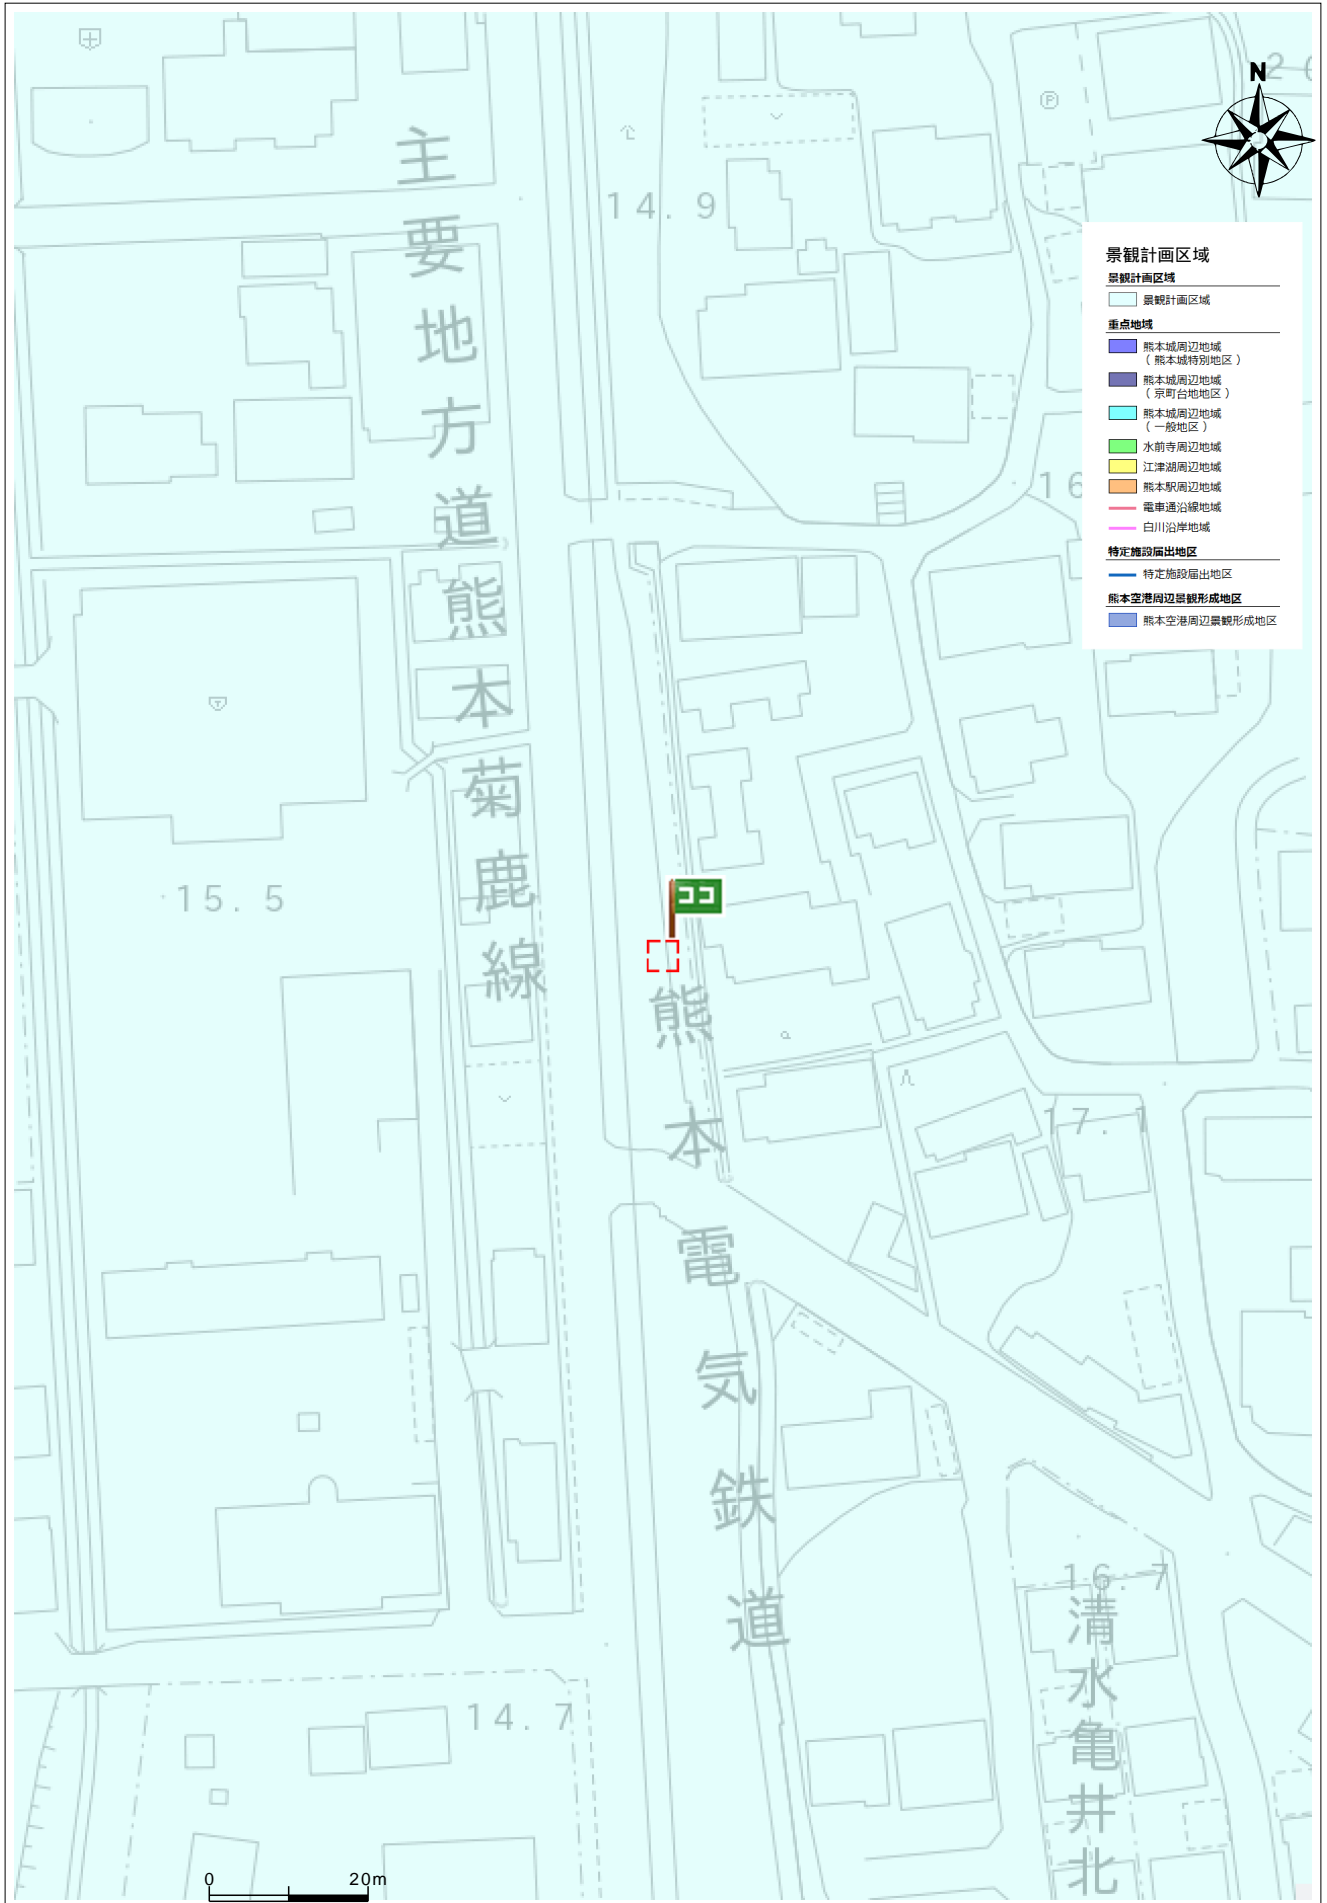 N
景観計画区域
景観計画区域
景観計画区域
重点地域
熊本城周辺地域
（ 熊本城特別地区 ）
熊本城周辺地域
（ 京町台地地区 ）
熊本城周辺地域
（ 一般地区 ）
水前寺周辺地域
江津湖周辺地域
熊本駅周辺地域
電車通沿線地域
白川沿岸地域
特定施設届出地区
特定施設届出地区
熊本空港周辺景観形成地区
熊本空港周辺景観形成地区
主要地方道熊本菊鹿線
14.9
16
15.5
ココ
熊本電気鉄道
17.1
16.7
清水亀井北
14.7
0 20m